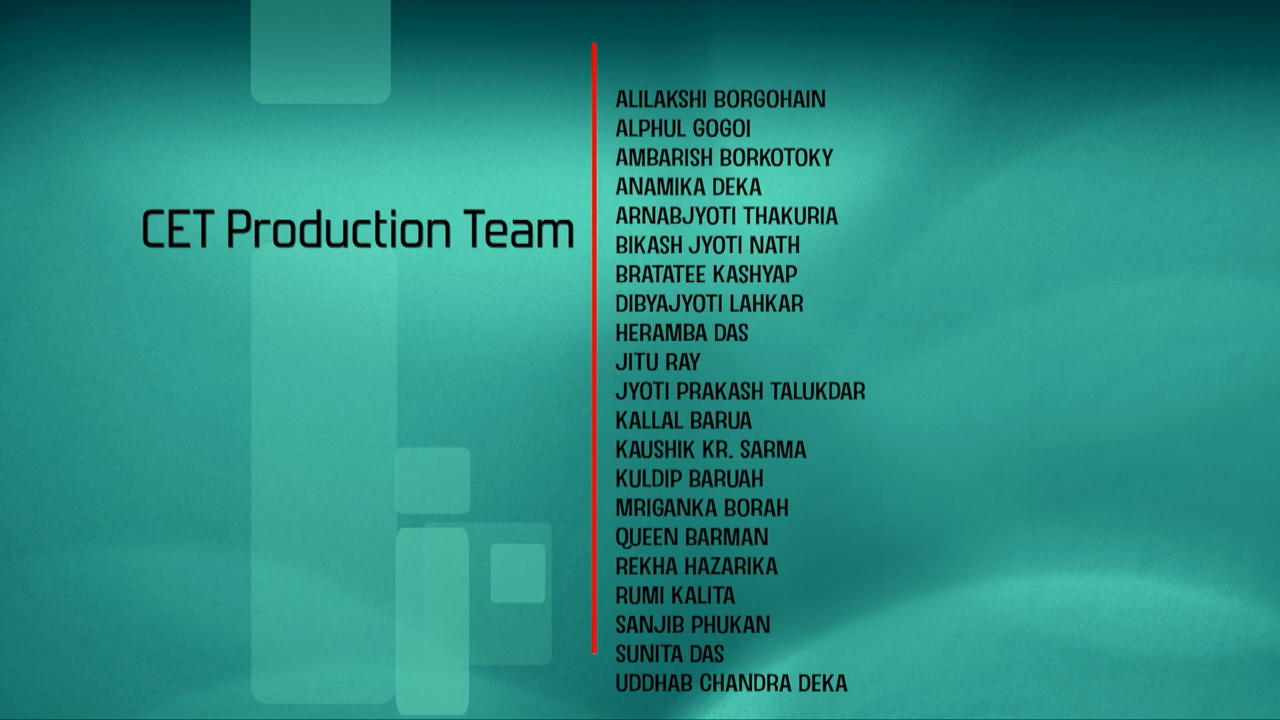 CET Production Team
ALILAKSHI BORGOHAIN
ALPHUL GOGOI
AMBARISH BORKOTOKY
ANAMIKA DEKA
ARNABJYOTI THAKURIA
BIKASH JYOTI NATH
BRATATEE KASHYAP
DIBYAJYOTI LAHKAR
HERAMBA DAS
JITU RAY
JYOTI PRAKASH TALUKDAR
KALLAL BARUA
KAUSHIK KR. SARMA
KULDIP BARUAH
MRIGANKA BORAH
QUEEN BARMAN
REKHA HAZARIKA
RUMI KALITA
SANJIB PHUKAN
SUNITA DAS
UDDHAB CHANDRA DEKA